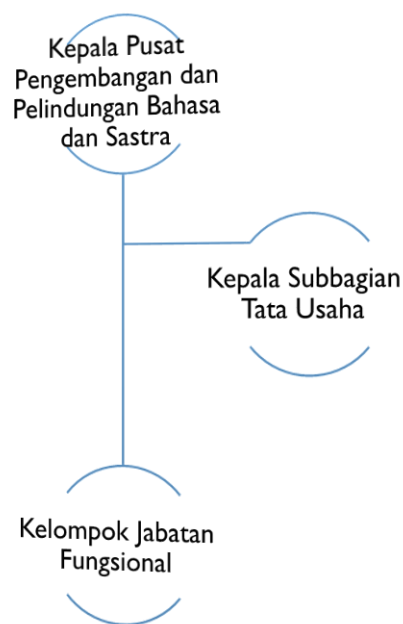 Kepala Pusat
Pengembangan dan
Pelindungan Bahasa
dan Sastra
Kepala Subbagian
Tata Usaha
Kelompok Jabatan
Fungsional